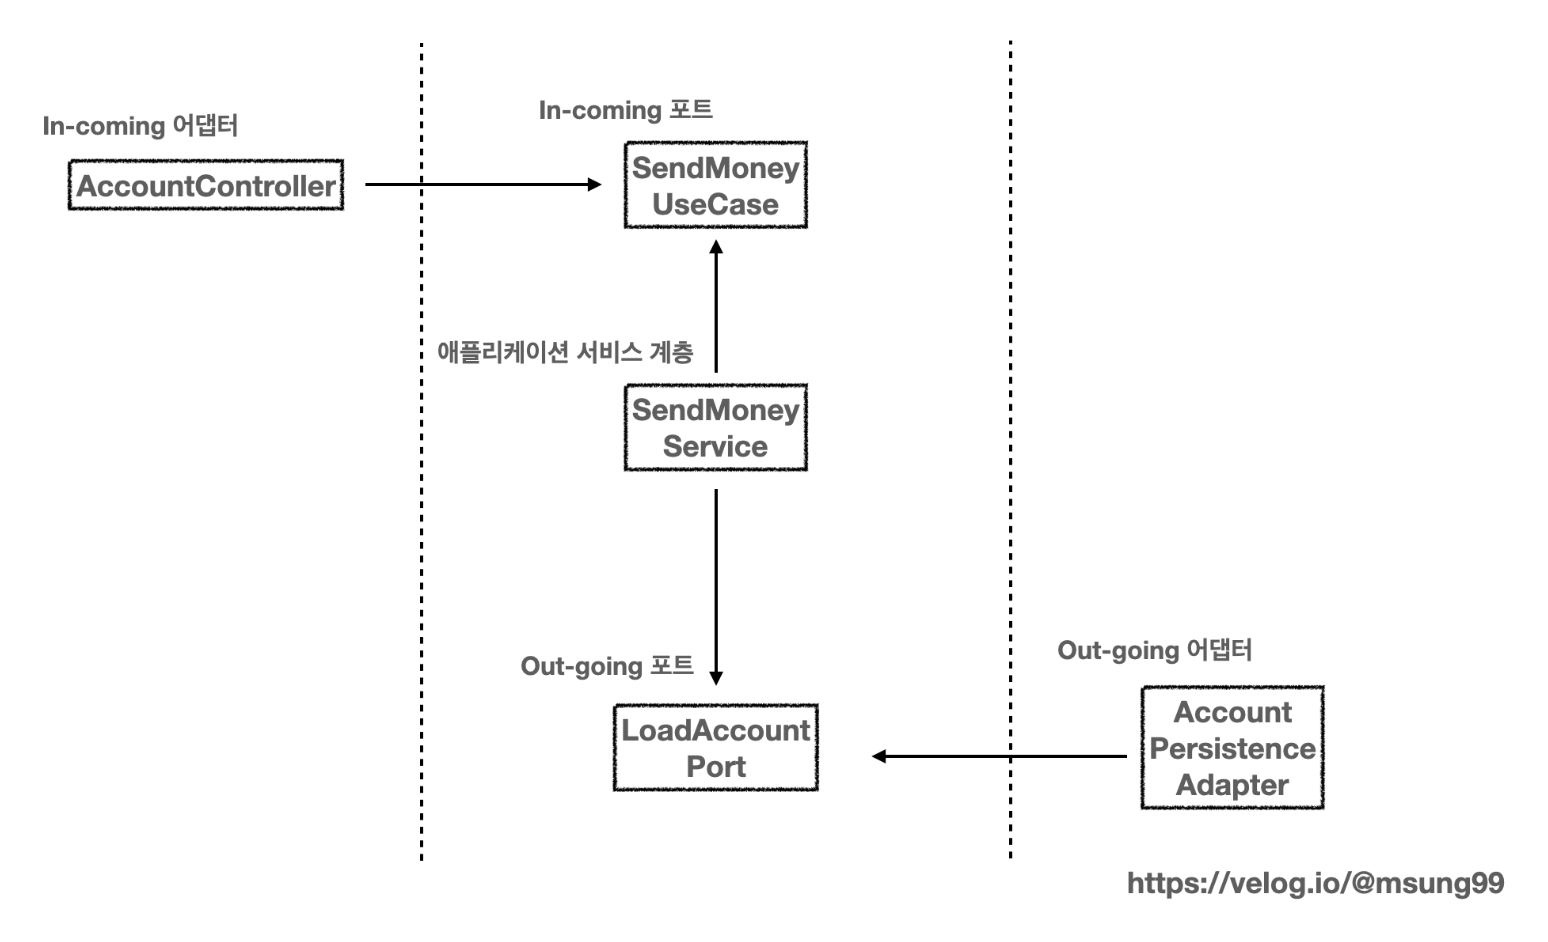 In-coming 어댑터
AccountController
In-coming 포트
SendMoney
UseCase
애플리케이션 서비스 계층
SendMoney
Service
Out-going 포트
LoadAccount
Port
Out-going 어댑터
Account
Persistence
Adapter
https://velog.io/@msung99